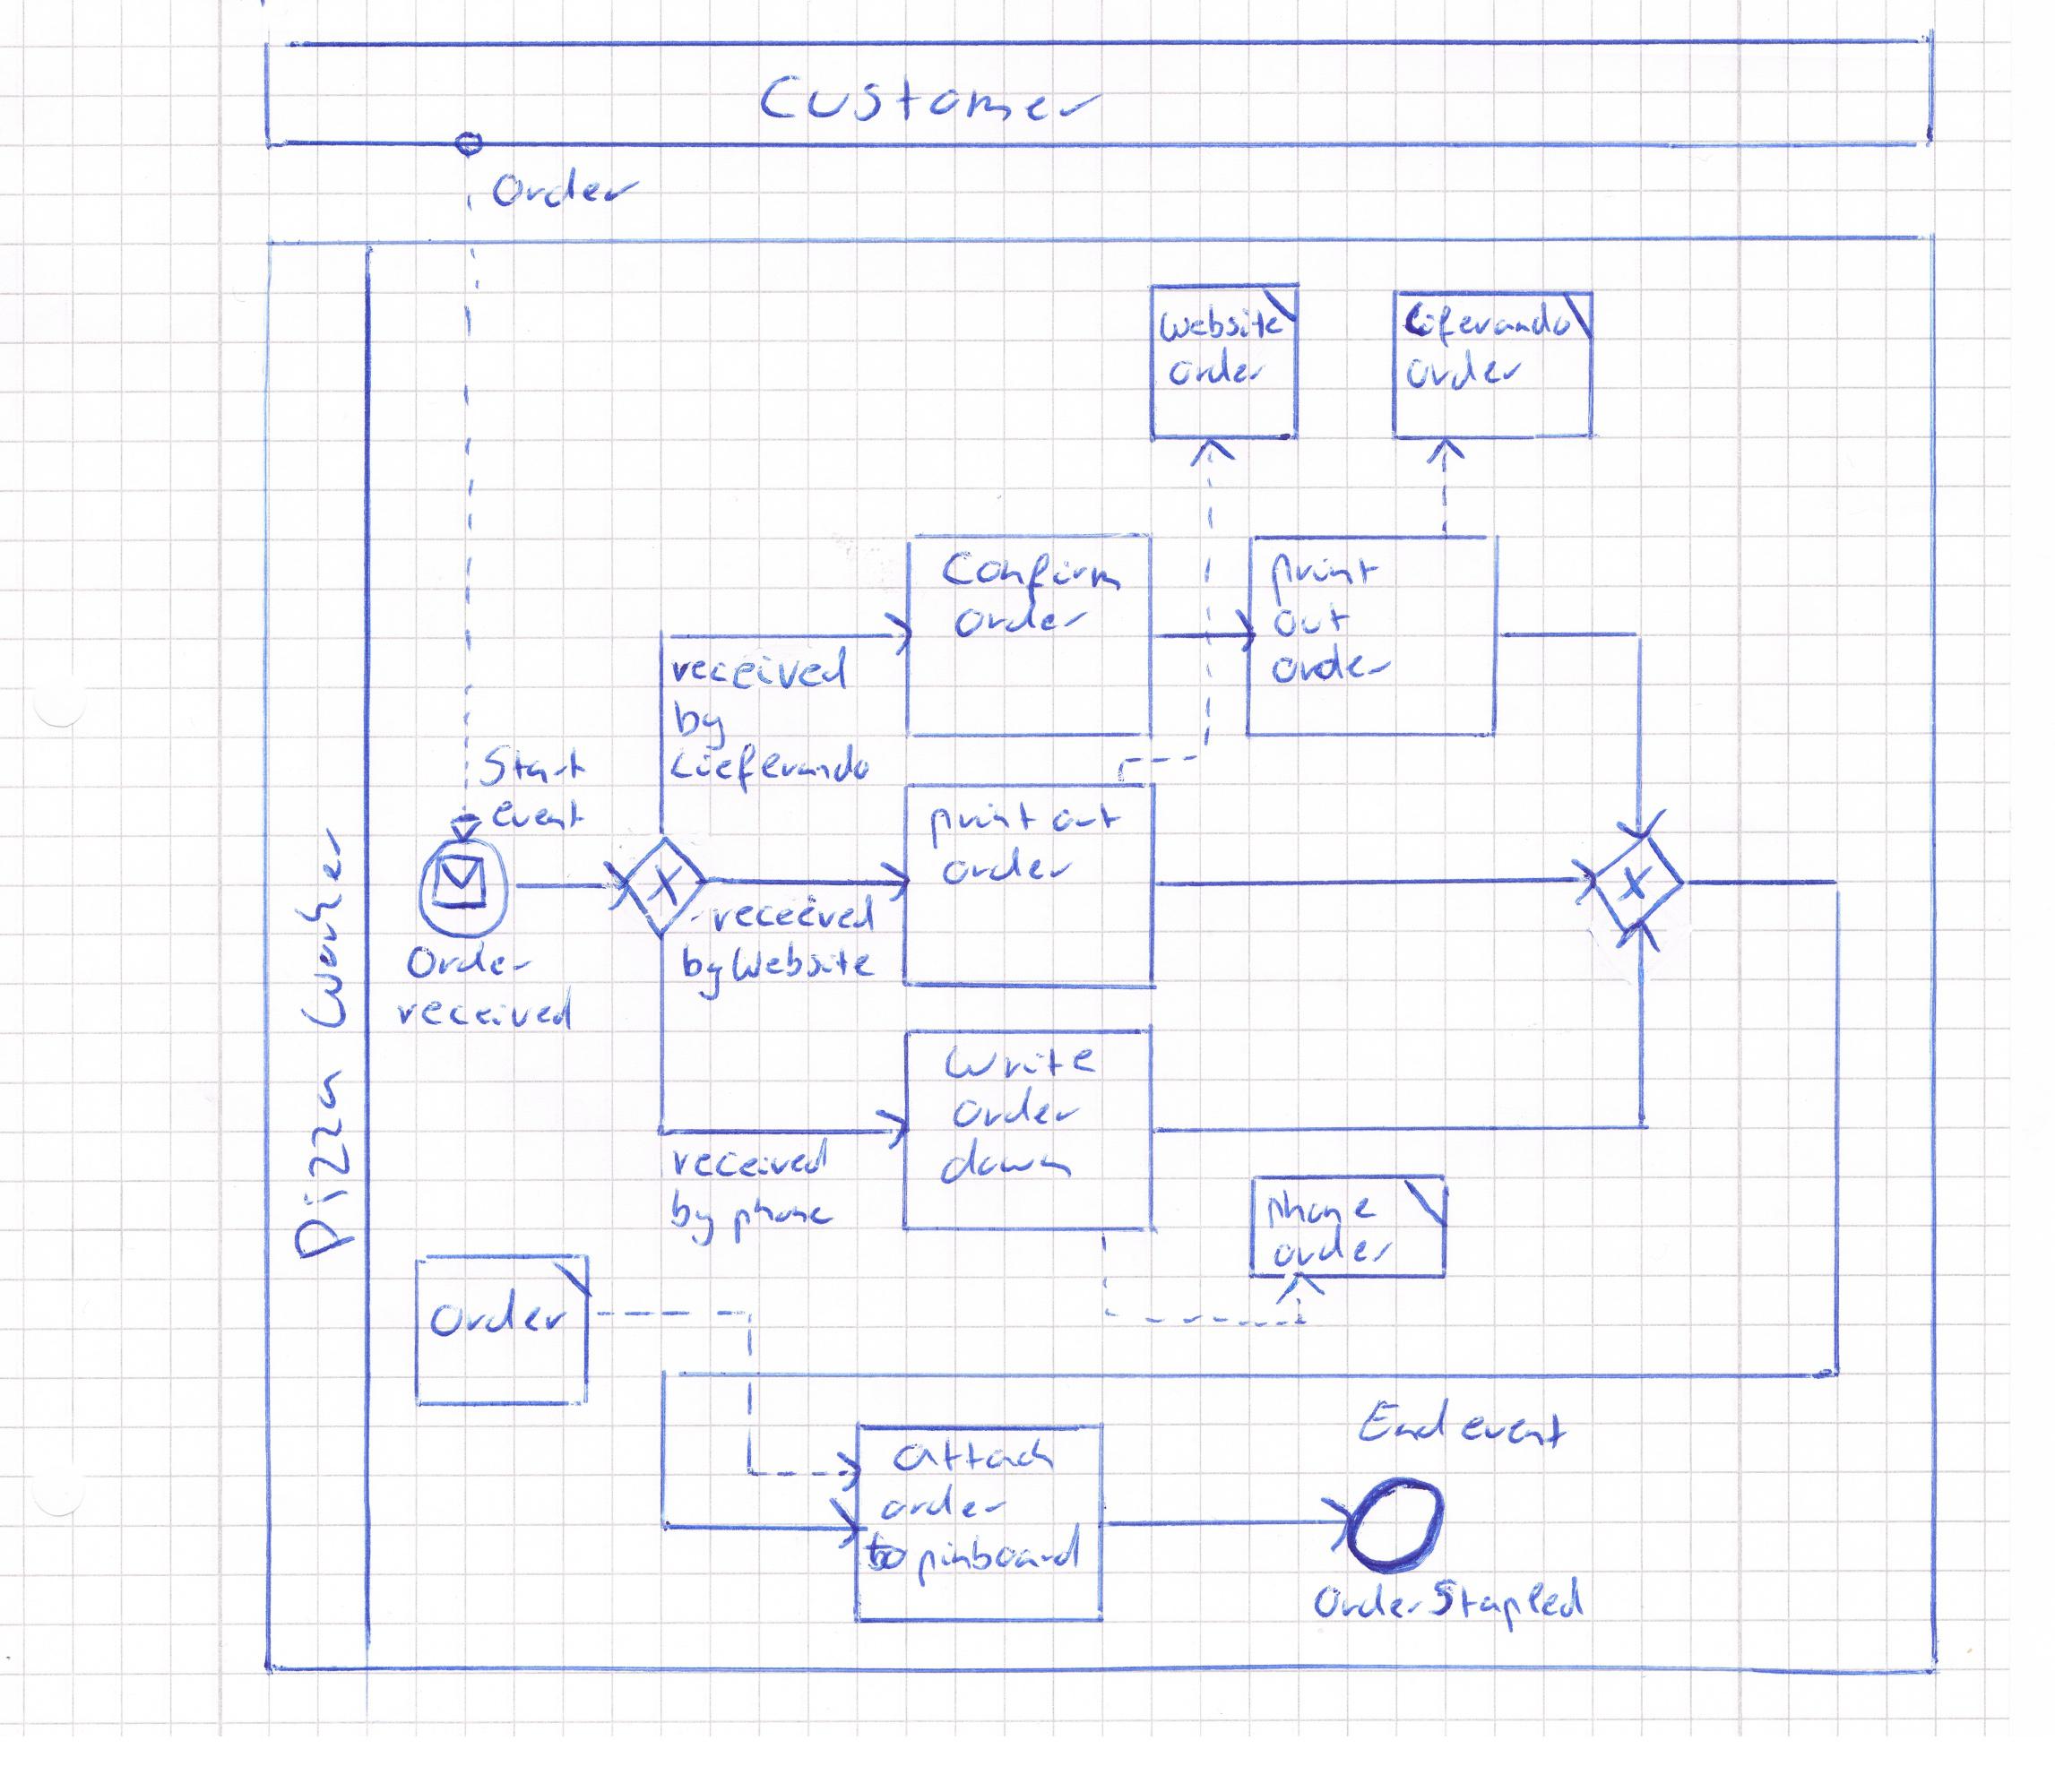 Customer
Order
Pizza Worker
Website
order
Lieferando
order
Confirm
order
print
out
order
received
by
Lieferando
Start
event
Order
received
X
print out
order
received
by Website
X
Write
order
down
received
by phone
phone
order
Order
End event
attach
order
to pinboard
Order Stapled